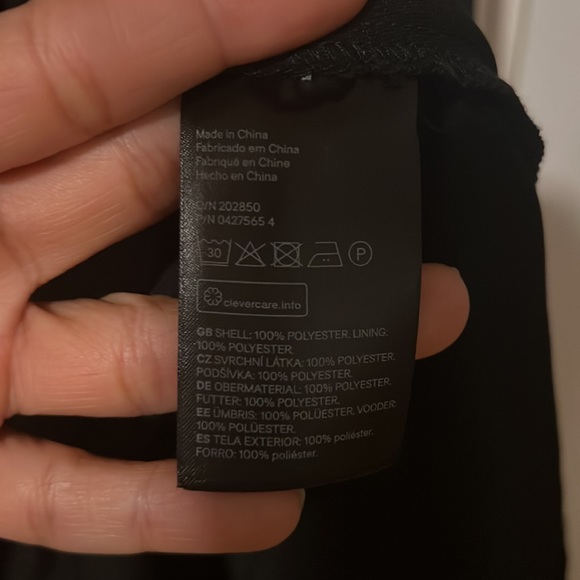 Made in China
Fabricado em China
Fabriqué en Chine
Hecho en China
O/N 202850
P/N 0427565 4
30 P
clevercare.info
GB SHELL: 100% POLYESTER. LINING:
100% POLYESTER.
CZ SVRCHNÍ LÁTKA: 100% POLYESTER.
PODŠÍVKA: 100% POLYESTER.
DE OBERMATERIAL: 100% POLYESTER.
FUTTER: 100% POLYESTER.
EE ÜMBRIS: 100% POLÜESTER. VOODER:
100% POLÜESTER.
ES TELA EXTERIOR: 100% poliéster.
FORRO: 100% poliéster.